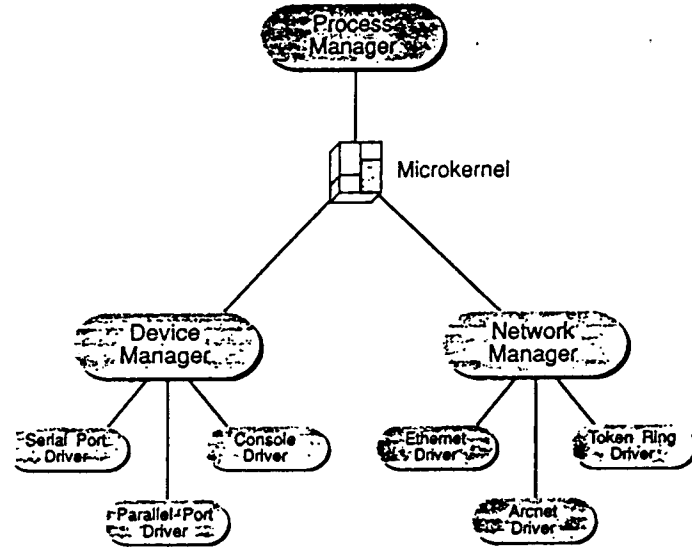 Process
Manager
Microkernel
Device
Manager
Network
Manager
Serial Port
Driver
Console
Driver
Parallel Port
Driver
Ethernet
Driver
Token Ring
Driver
Arcnet
Driver